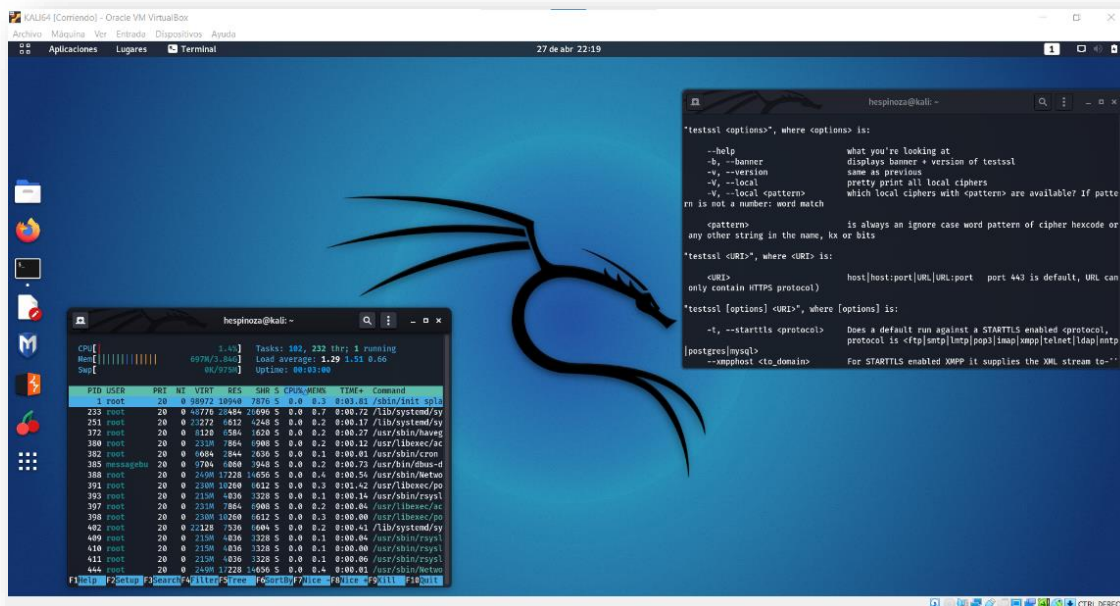 KALI64 [Corriendo] - Oracle VM VirtualBox
Archivo Máquina Ver Entrada Dispositivos Ayuda
Aplicaciones Lugares Terminal 27 de abr 22:19 1
hespinoza@kali: ~
"testssl <options>", where <options> is:
--help what you're looking at
-b, --banner displays banner + version of testssl
-v, --version same as previous
-V, --local pretty print all local ciphers
-V, --local <pattern> which local ciphers with <pattern> are available? If patte
rn is not a number: word match
<pattern> is always an ignore case word pattern of cipher hexcode or
any other string in the name, kx or bits
"testssl <URI>", where <URI> is:
<URI> host|host:port|URL|URL:port port 443 is default, URL can
only contain HTTPS protocol)
"testssl [options] <URI>", where [options] is:
-t, --starttls <protocol> Does a default run against a STARTTLS enabled <protocol,
protocol is <ftp|smtp|lmtp|pop3|imap|xmpp|telnet|ldap|nntp
|postgres|mysql>
--xmpphost <to_domain> For STARTTLS enabled XMPP it supplies the XML stream to-''
hespinoza@kali: ~
CPU[| 1.4%] Tasks: 102, 232 thr; 1 running
Mem[||||||||||||| 697M/3.84G] Load average: 1.29 1.51 0.66
Swp[ 0K/975M] Uptime: 00:03:00
PID USER PRI NI VIRT RES SHR S CPU% MEM% TIME+ Command
1 root 20 0 98972 10940 7876 S 0.0 0.3 0:03.81 /sbin/init spla
233 root 20 0 48776 28484 26696 S 0.0 0.7 0:00.72 /lib/systemd/sy
251 root 20 0 23272 6612 4248 S 0.0 0.2 0:00.17 /lib/systemd/sy
372 root 20 0 8120 6584 1620 S 0.0 0.2 0:00.27 /usr/sbin/haveg
380 root 20 0 231M 7864 6908 S 0.0 0.2 0:00.12 /usr/libexec/ac
382 root 20 0 6684 2844 2636 S 0.0 0.1 0:00.01 /usr/sbin/cron
385 messagebu 20 0 9704 6060 3948 S 0.0 0.2 0:00.73 /usr/bin/dbus-d
388 root 20 0 249M 17228 14656 S 0.0 0.4 0:00.54 /usr/sbin/Netwo
391 root 20 0 230M 10260 6612 S 0.0 0.3 0:01.42 /usr/libexec/po
393 root 20 0 215M 4036 3328 S 0.0 0.1 0:00.14 /usr/sbin/rsysl
397 root 20 0 231M 7864 6908 S 0.0 0.2 0:00.04 /usr/libexec/ac
398 root 20 0 230M 10260 6612 S 0.0 0.3 0:00.00 /usr/libexec/po
402 root 20 0 22128 7536 6604 S 0.0 0.2 0:00.41 /lib/systemd/sy
409 root 20 0 215M 4036 3328 S 0.0 0.1 0:00.04 /usr/sbin/rsysl
410 root 20 0 215M 4036 3328 S 0.0 0.1 0:00.00 /usr/sbin/rsysl
411 root 20 0 215M 4036 3328 S 0.0 0.1 0:00.06 /usr/sbin/rsysl
444 root 20 0 249M 17228 14656 S 0.0 0.4 0:00.01 /usr/sbin/Netwo
F1Help F2Setup F3SearchF4FilterF5Tree F6SortByF7Nice -F8Nice +F9Kill F10Quit
CTRL DERECHA